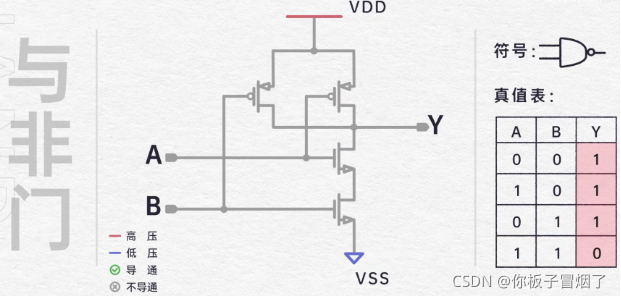 与非门
VDD
A
B
Y
VSS
高 压
低 压
导 通
不导通
符号:
真值表:
A B Y
0 0 1
1 0 1
0 1 1
1 1 0
CSDN @你板子冒烟了